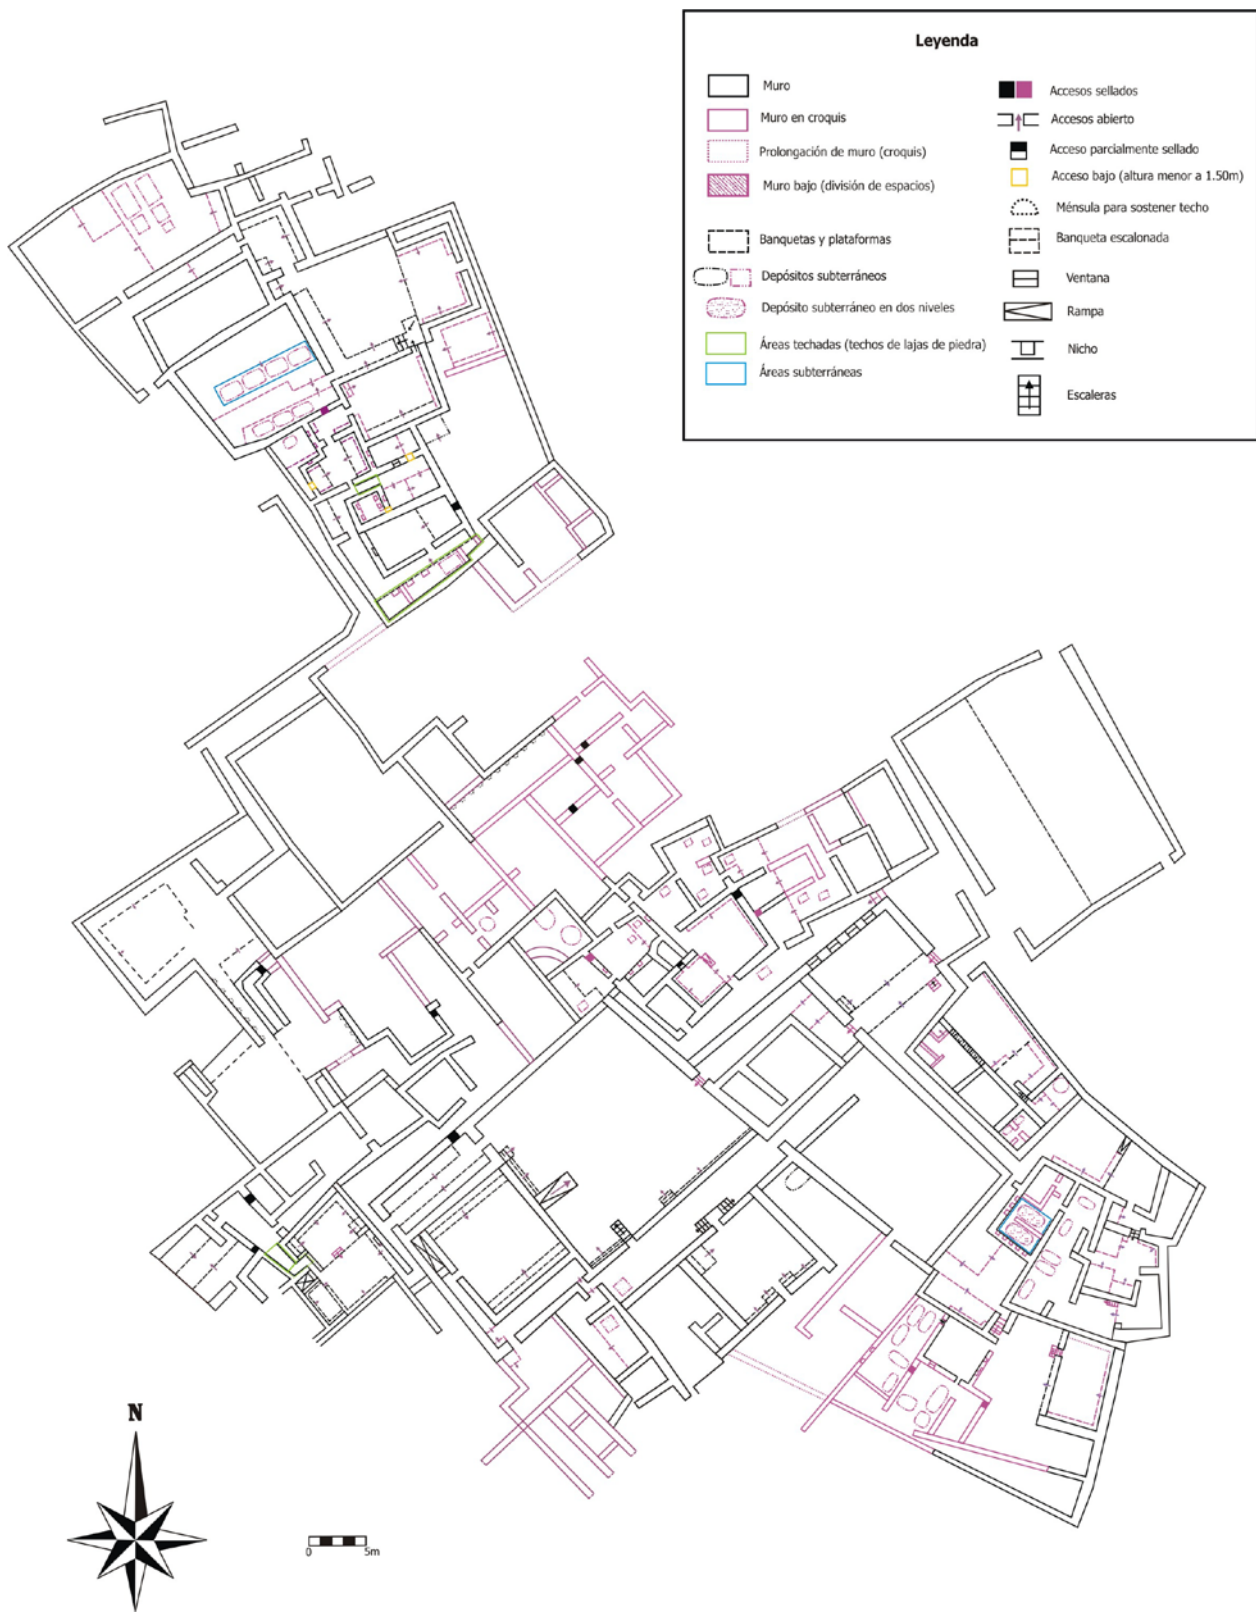 Leyenda
Muro
Muro en croquis
Prolongación de muro (croquis)
Muro bajo (división de espacios)
Banquetas y plataformas
Depósitos subterráneos
Depósito subterráneo en dos niveles
Áreas techadas (techos de lajas de piedra)
Áreas subterráneas
Accesos sellados
Accesos abierto
Acceso parcialmente sellado
Acceso bajo (altura menor a 1.50m)
Ménsula para sostener techo
Banqueta escalonada
Ventana
Rampa
Nicho
Escaleras
N
0 5m